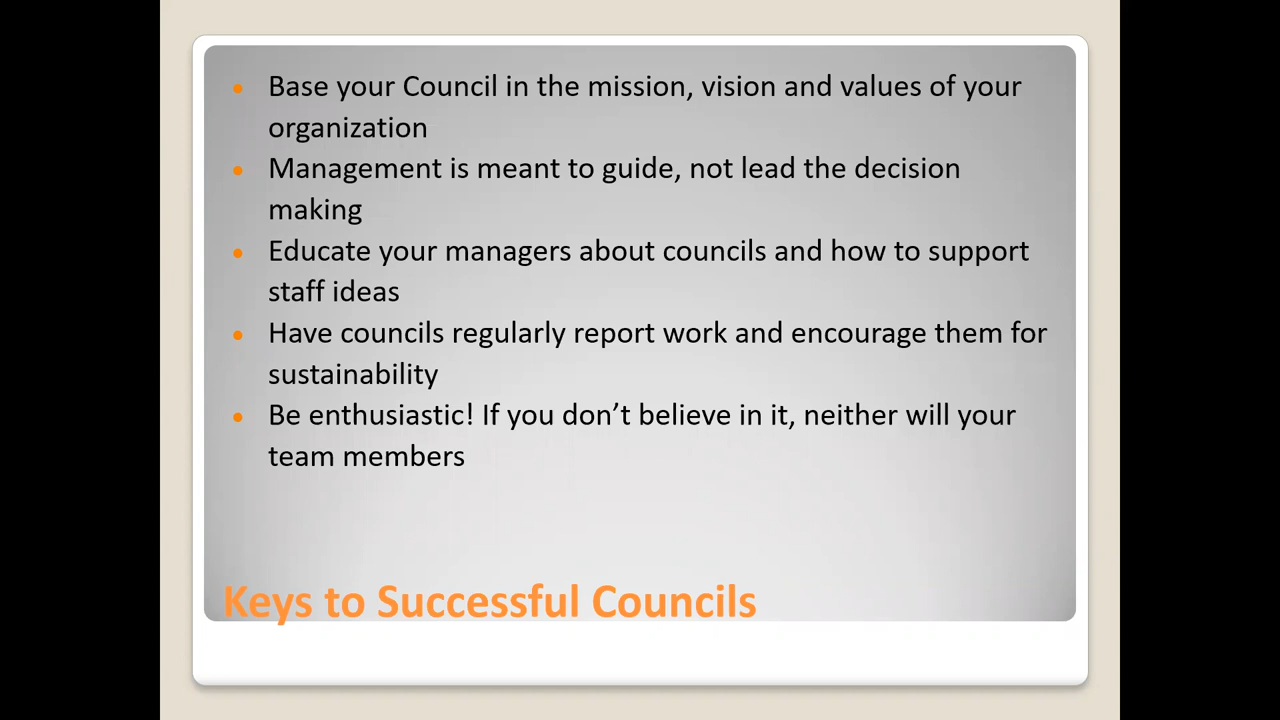 Base your Council in the mission, vision and values of your
organization
Management is meant to guide, not lead the decision
making
Educate your managers about councils and how to support
staff ideas
Have councils regularly report work and encourage them for
sustainability
Be enthusiastic! If you don’t believe in it, neither will your
team members
Keys to Successful Councils